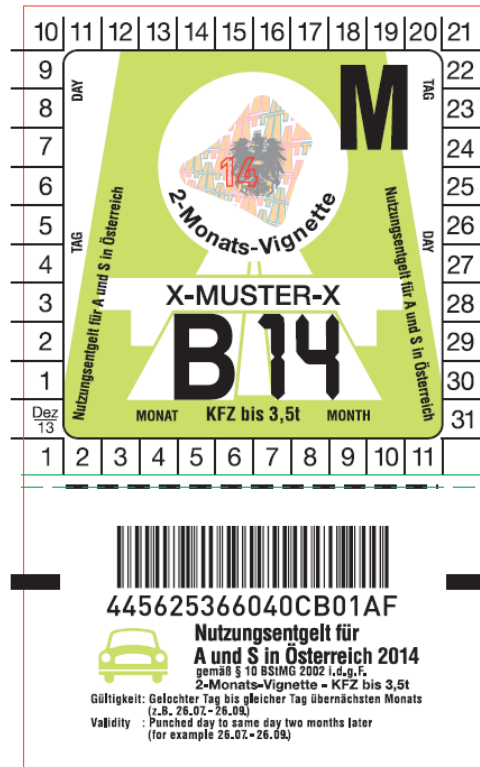 10 11 12 13 14 15 16 17 18 19 20 21
9 DAY M TAG 22
8 23
7 24
14
6 25
2-Monats-Vignette
Nutzungsentgelt für A und S in Österreich
Nutzungsentgelt für A und S in Österreich
5 TAG DAY 26
4 27
X-MUSTER-X
3 28
B 14
2 29
1 30
Dez 13 MONAT KFZ bis 3,5t MONTH 31
1 2 3 4 5 6 7 8 9 10 11
445625366040CB01AF
Nutzungsentgelt für
A und S in Österreich 2014
gemäß § 10 BStMG 2002 i.d.g.F.
2-Monats-Vignette - KFZ bis 3,5t
Gültigkeit: Gelochter Tag bis gleicher Tag übernächsten Monats
(z.B. 26.07.- 26.09.)
Validity : Punched day to same day two months later
(for example 26.07.- 26.09.)